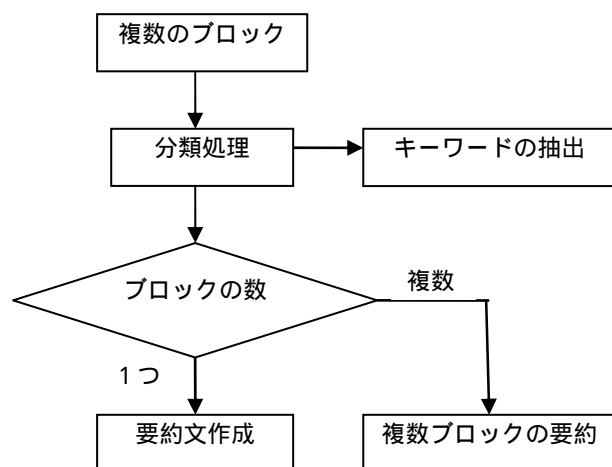 複数のブロック
分類処理
キーワードの抽出
ブロックの数
複数
1つ
要約文作成
複数ブロックの要約